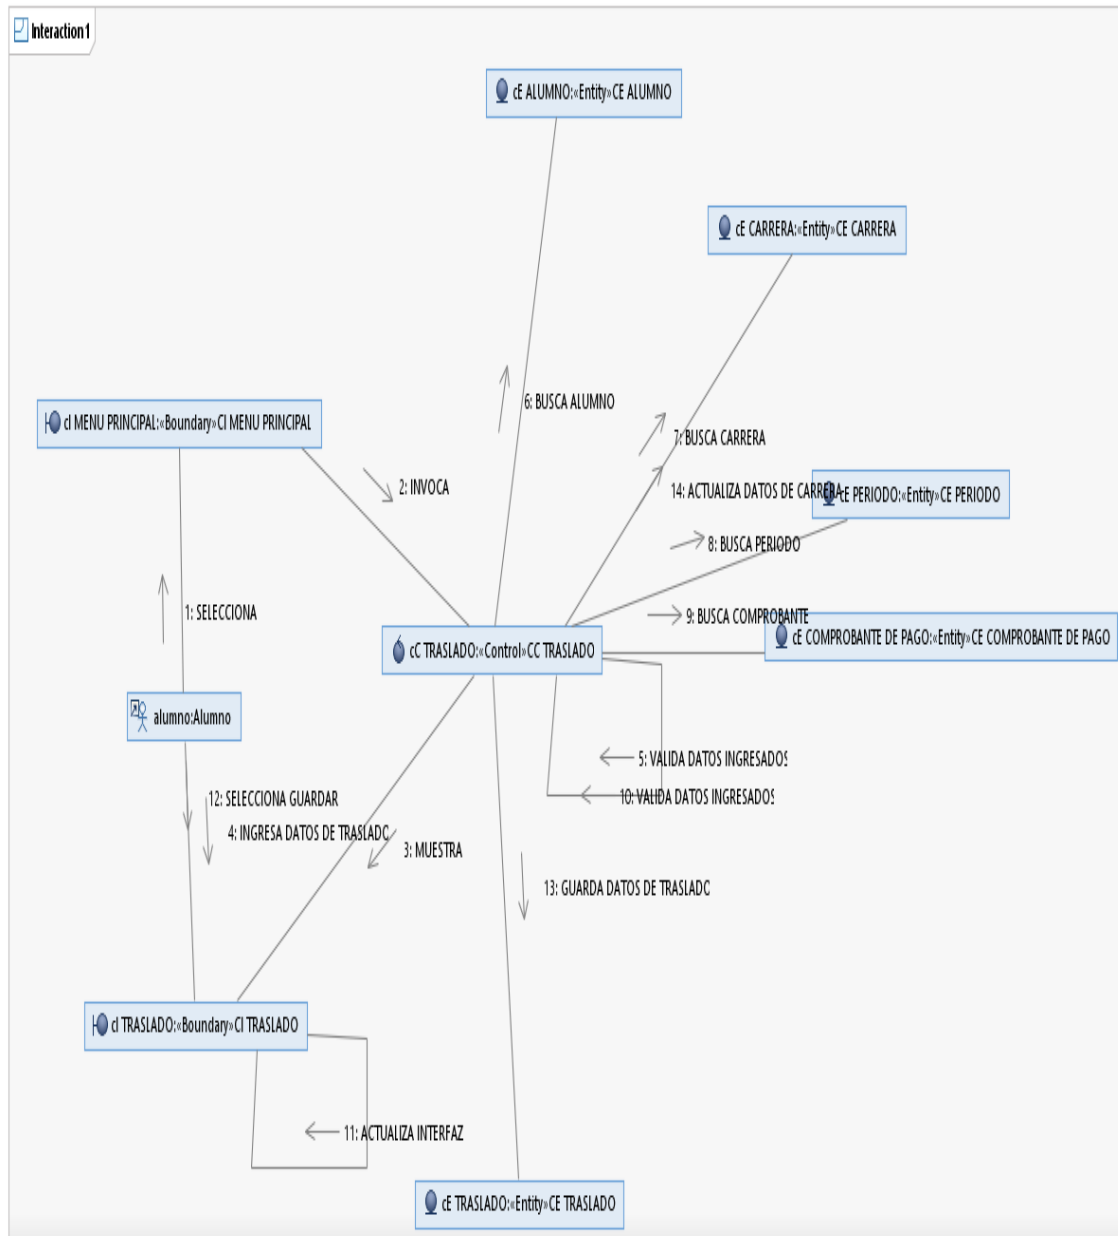 Interaction1
cE ALUMNO:«Entity»CE ALUMNO
cE CARRERA:«Entity»CE CARRERA
6: BUSCA ALUMNO
cI MENU PRINCIPAL:«Boundary»CI MENU PRINCIPAL
7: BUSCA CARRERA
2: INVOCA
14: ACTUALIZA DATOS DE CARRERA
cE PERIODO:«Entity»CE PERIODO
8: BUSCA PERIODO
1: SELECCIONA
9: BUSCA COMPROBANTE
cE COMPROBANTE DE PAGO:«Entity»CE COMPROBANTE DE PAGO
cC TRASLADO:«Control»CC TRASLADO
alumno:Alumno
5: VALIDA DATOS INGRESADOS
10: VALIDA DATOS INGRESADOS
12: SELECCIONA GUARDAR
4: INGRESA DATOS DE TRASLADO
3: MUESTRA
13: GUARDA DATOS DE TRASLADO
cI TRASLADO:«Boundary»CI TRASLADO
11: ACTUALIZA INTERFAZ
cE TRASLADO:«Entity»CE TRASLADO